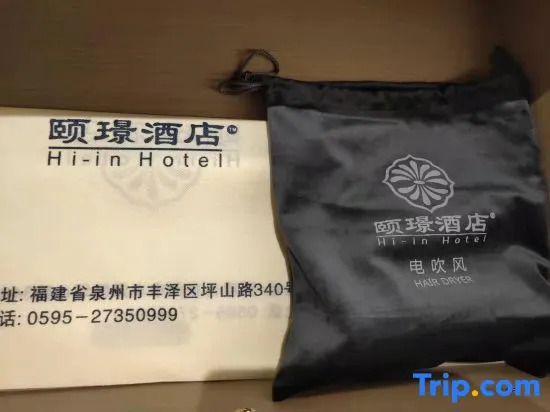 颐璟酒店™
Hi-in Hotel
址: 福建省泉州市丰泽区坪山路340号
话: 0595-27350999
颐璟酒店®
Hi-in Hotel
电吹风
HAIR DRYER
Trip.com